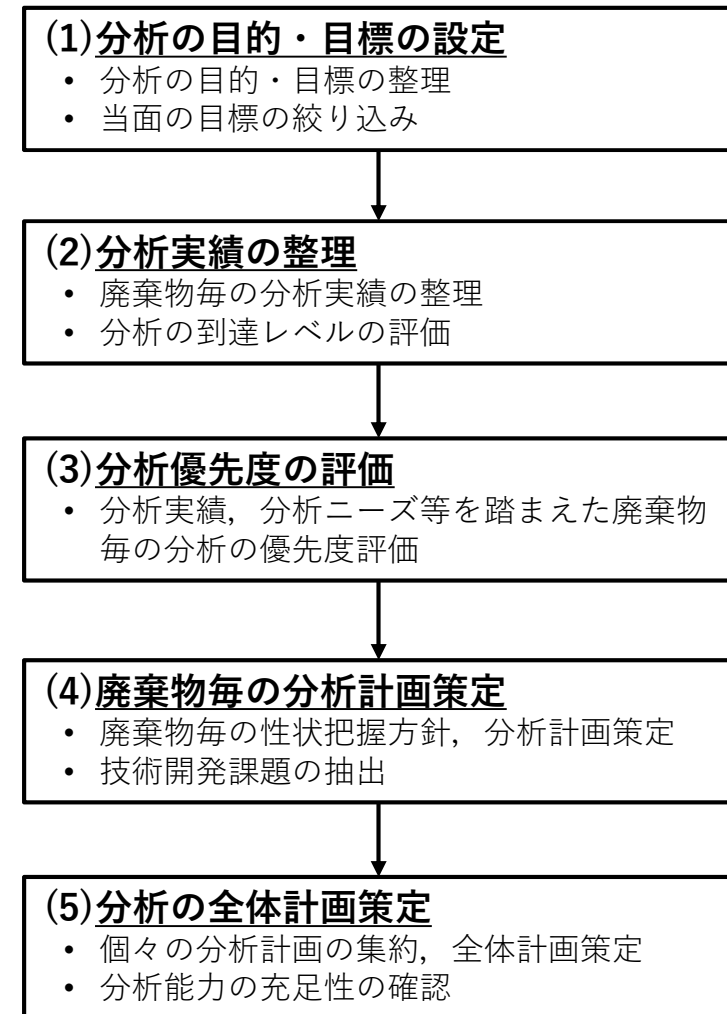 (1)分析の目的・目標の設定
• 分析の目的・目標の整理
• 当面の目標の絞り込み
(2)分析実績の整理
• 廃棄物毎の分析実績の整理
• 分析の到達レベルの評価
(3)分析優先度の評価
• 分析実績，分析ニーズ等を踏まえた廃棄物
毎の分析の優先度評価
(4)廃棄物毎の分析計画策定
• 廃棄物毎の性状把握方針，分析計画策定
• 技術開発課題の抽出
(5)分析の全体計画策定
• 個々の分析計画の集約，全体計画策定
• 分析能力の充足性の確認